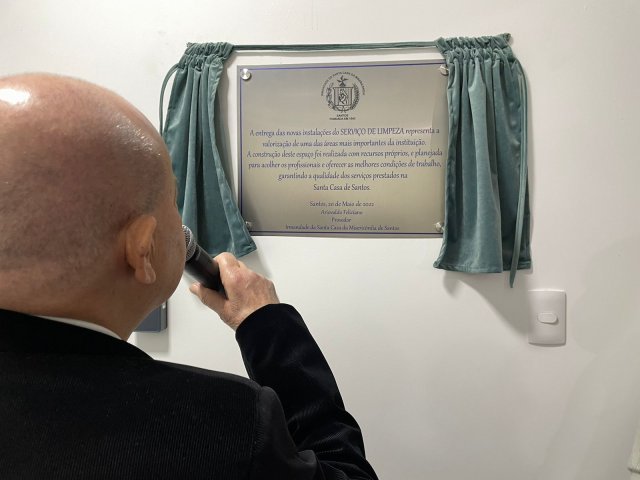 SANTOS
A entrega das novas instalações do SERVIÇO DE LIMPEZA representa a
valorização de uma das áreas mais importantes da instituição.
A construção deste espaço foi realizada com recursos próprios, e planejada
para acolher os profissionais e oferecer as melhores condições de trabalho,
garantindo a qualidade dos serviços prestados na
Santa Casa de Santos.
Santos, 20 de Maio de 2022
Ariovaldo Feliciano
Provedor
Irmandade da Santa Casa da Misericórdia de Santos